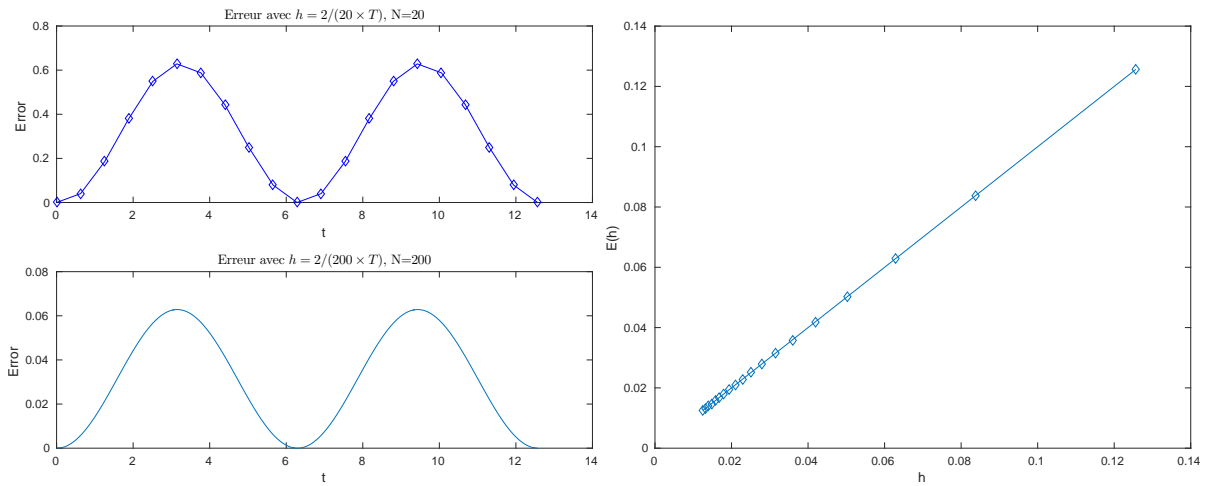 Erreur avec h = 2/(20 × T), N=20
0.8
0.6
0.4
0.2
0
Error
0 2 4 6 8 10 12 14
t
Erreur avec h = 2/(200 × T), N=200
0.08
0.06
0.04
0.02
0
Error
0 2 4 6 8 10 12 14
t
0.14
0.12
0.1
0.08
0.06
0.04
0.02
0
E(h)
0 0.02 0.04 0.06 0.08 0.1 0.12 0.14
h